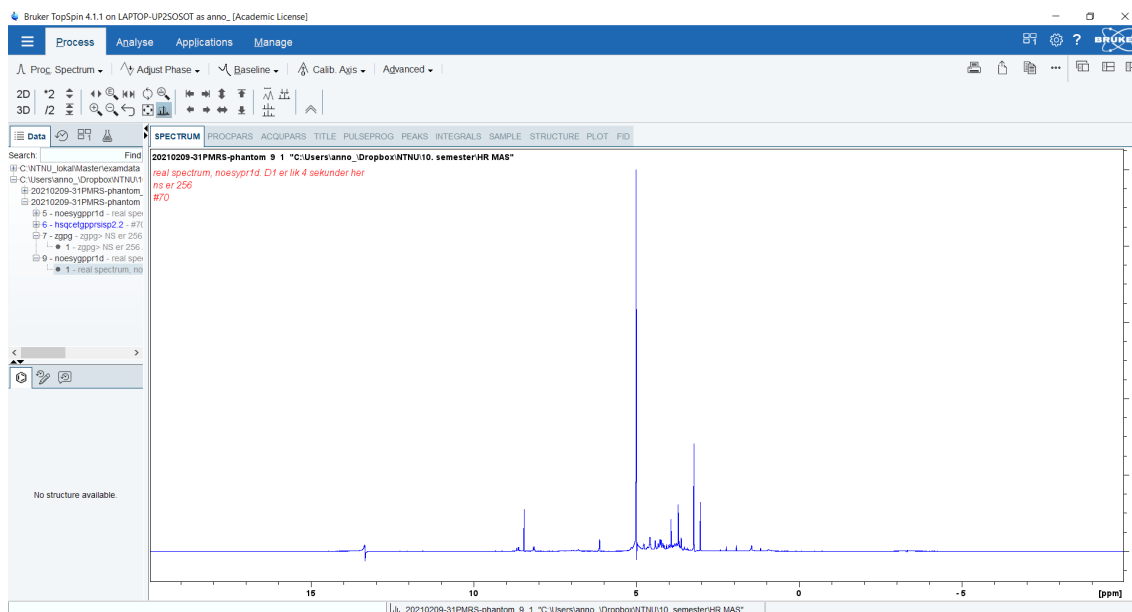 Bruker TopSpin 4.1.1 on LAPTOP-UP2SOSOT as anno_ [Academic License]
Process Analyse Applications Manage
BRUKE
Proc. Spectrum Adjust Phase Baseline Calib. Axis Advanced
2D *2
3D /2
Data
SPECTRUM PROCPARS ACQUPARS TITLE PULSEPROG PEAKS INTEGRALS SAMPLE STRUCTURE PLOT FID
Search: Find
C:\NTNU_lokal\Master\examdata
C:\Users\anno_\Dropbox\NTNU\1
20210209-31PMRS-phantom_
20210209-31PMRS-phantom
5 - noesygppr1d - real spe
6 - hsqcetgpprsisp2.2 - #7
7 - zgpg - zgpg> NS er 256
1 - zgpg> NS er 256
9 - noesygppr1d - real spe
1 - real spectrum, no
20210209-31PMRS-phantom 9 1 "C:\Users\anno_\Dropbox\NTNU\10. semester\HR MAS"
real spectrum, noesypr1d. D1 er lik 4 sekunder her
ns er 256
#70
No structure available.
15 10 5 0 -5 [ppm]
20210209-31PMRS-phantom 9 1 "C:\Users\anno_\Dropbox\NTNU\10. semester\HR MAS"